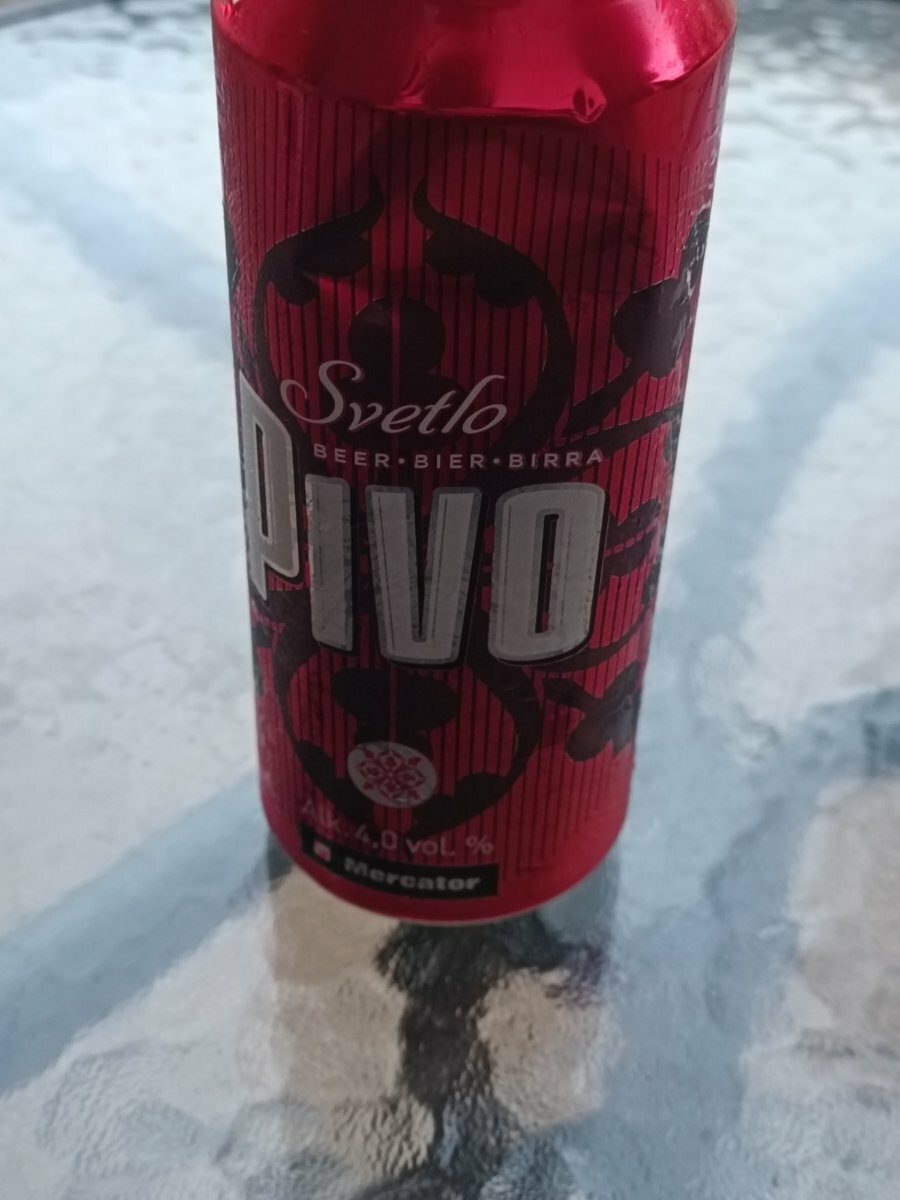 Svetlo
BEER·BIER·BIRRA
PIVO
Alk. 4,0 vol. %
Mercator